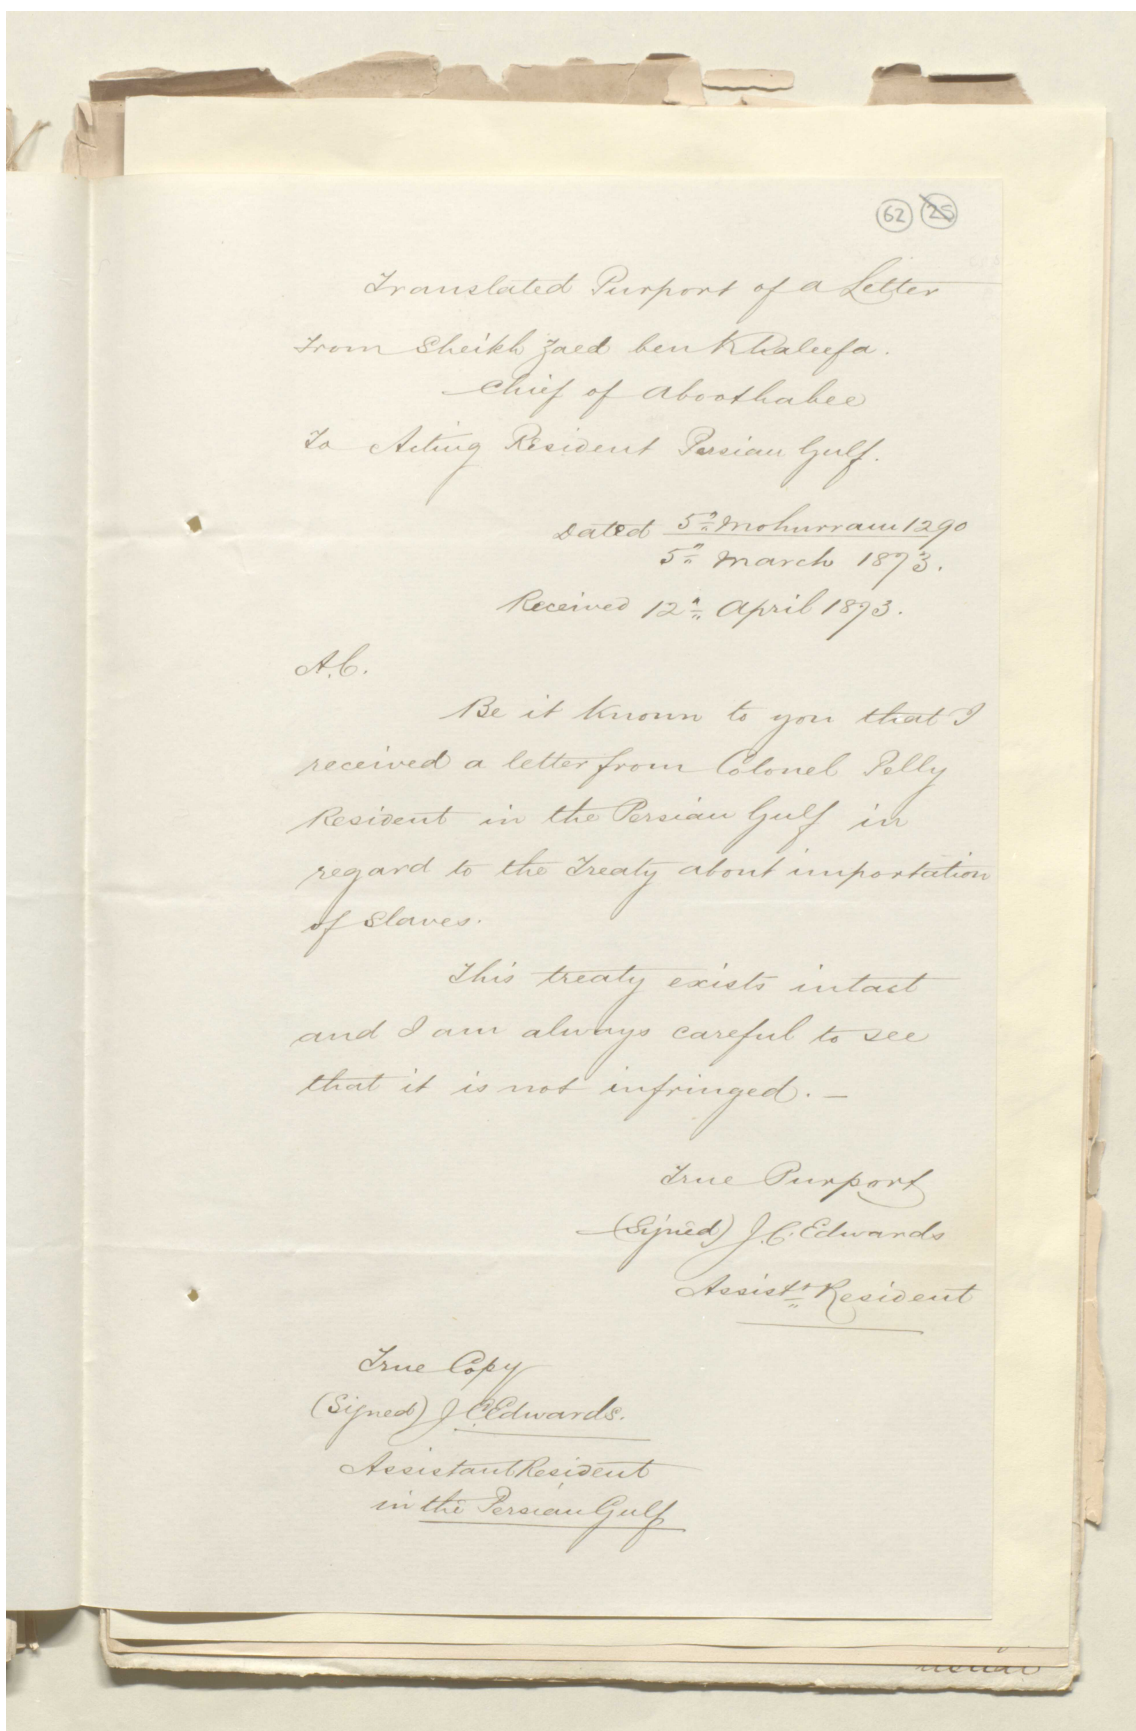 62 25
Translated Purport of a Letter
From Sheikh Zaed ben Khaleefa.
Chief of Aboothabee
To Acting Resident Persian Gulf.
Dated 5th Mohurram 1290
5th March 1873.
Received 12th April 1873.
A.C.
Be it known to you that I
received a letter from Colonel Pelly
Resident in the Persian Gulf in
regard to the Treaty about importation
of Slaves.
This treaty exists intact
and I am always careful to see
that it is not infringed. —
True Purport
(Signed) J.C. Edwards
Assistt Resident
True Copy
(Signed) J C Edwards.
Assistant Resident
in the Persian Gulf